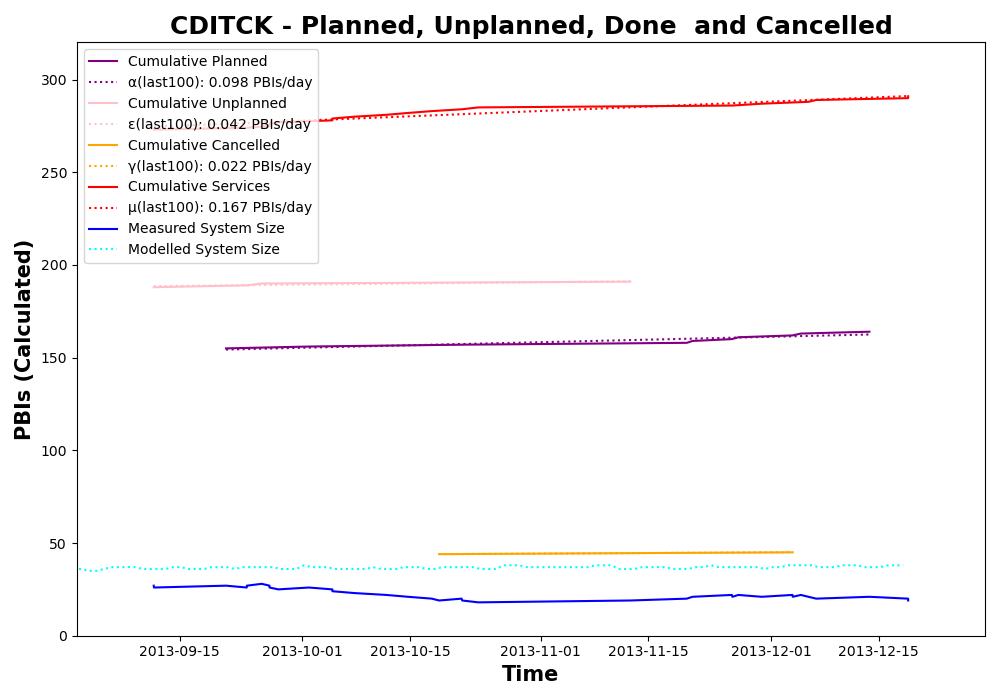 CDITCK - Planned, Unplanned, Done  and Cancelled
PBIs (Calculated)
300
250
200
150
100
50
0
Cumulative Planned
α(last100): 0.098 PBIs/day
Cumulative Unplanned
ε(last100): 0.042 PBIs/day
Cumulative Cancelled
γ(last100): 0.022 PBIs/day
Cumulative Services
μ(last100): 0.167 PBIs/day
Measured System Size
Modelled System Size
2013-09-15 2013-10-01 2013-10-15 2013-11-01 2013-11-15 2013-12-01 2013-12-15
Time